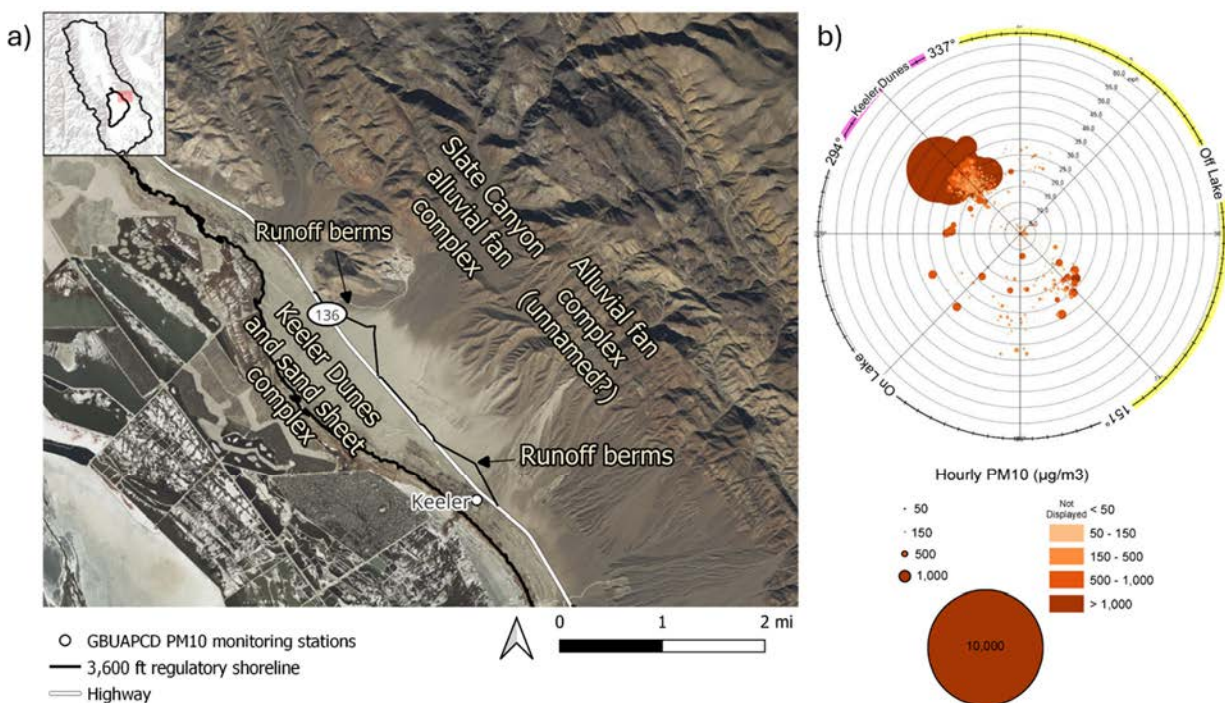 a)
Slate Canyon
alluvial fan
complex
Alluvial fan
complex
(unnamed?)
Runoff berms
136
Keeler Dunes
and sand sheet
complex
Runoff berms
Keeler
0 1 2 mi
GBUAPCD PM10 monitoring stations
3,600 ft regulatory shoreline
Highway
b)
294° Keeler Dunes 337°
Off Lake
151°
On Lake
mph
Hourly PM10 (µg/m3)
50
150
500
1,000
10,000
Not
Displayed < 50
50 - 150
150 - 500
500 - 1,000
> 1,000